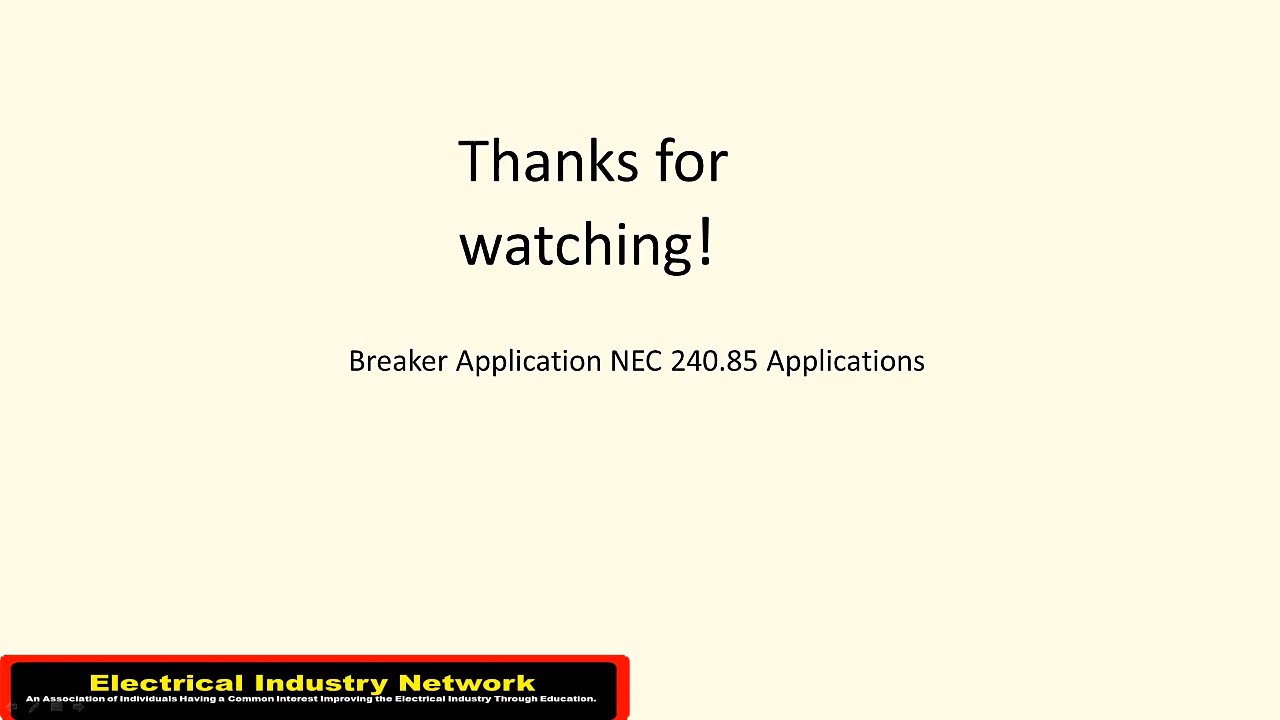 Thanks for
watching!
Breaker Application NEC 240.85 Applications
Electrical Industry Network
An Association of Individuals Having a Common Interest Improving the Electrical Industry Through Education.